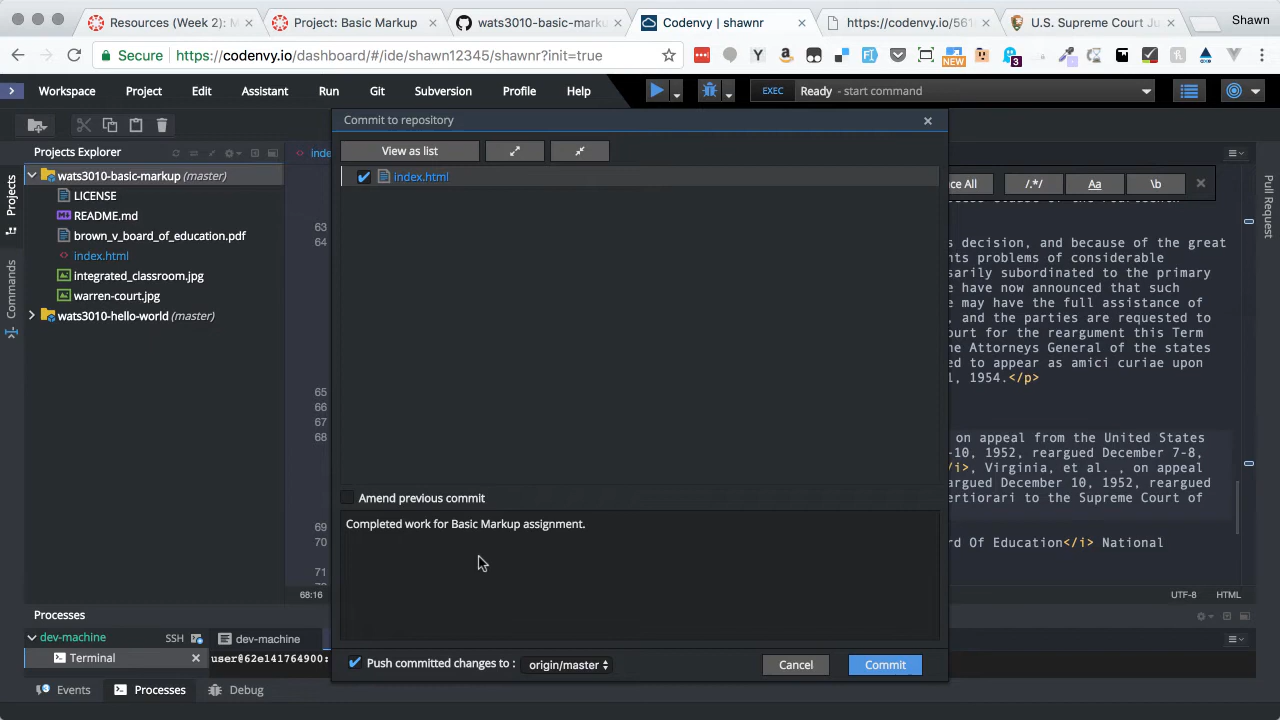 Resources (Week 2): M
Project: Basic Markup
wats3010-basic-marku
Codenvy | shawnr
https://codenvy.io/561
U.S. Supreme Court Ju
Shawn
Secure
https://codenvy.io/dashboard/#/ide/shawn12345/shawnr?init=true
NEW
3
Workspace Project Edit Assistant Run Git Subversion Profile Help
EXEC Ready - start command
Commit to repository
Projects Explorer
View as list
wats3010-basic-markup (master)
LICENSE
README.md
brown_v_board_of_education.pdf
index.html
integrated_classroom.jpg
warren-court.jpg
wats3010-hello-world (master)
Projects
Commands
inde
index.html
ce All
/.*/
Aa
\b
Pull Request
63
64
65
66
67
68
69
70
71
s decision, and because of the great
nts problems of considerable
sarily subordinated to the primary
e have now announced that such
e may have the full assistance of
, and the parties are requested to
ourt for the reargument this Term
he Attorneys General of the states
ed to appear as amici curiae upon
1, 1954.</p>
on appeal from the United States
-10, 1952, reargued December 7-8,
/i>, Virginia, et al. , on appeal
argued December 10, 1952, reargued
ertiorari to the Supreme Court of
rd Of Education</i> National
Amend previous commit
Completed work for Basic Markup assignment.
68:16
UTF-8 HTML
Push committed changes to : origin/master
Cancel
Commit
Processes
dev-machine SSH
Terminal
dev-machine
user@62e141764900:
Events
Processes
Debug